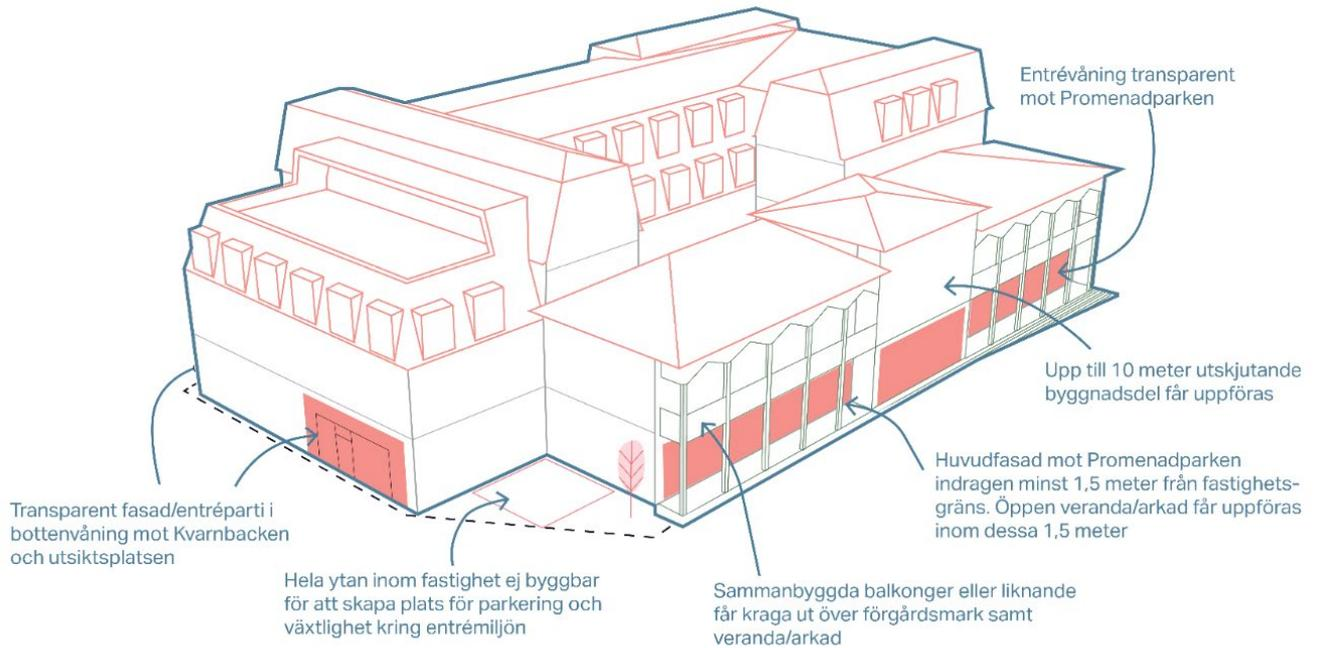 Entrévåning transparent
mot Promenadparken
Upp till 10 meter utskjutande
byggnadsdel får uppföras
Huvudfasad mot Promenadparken
indragen minst 1,5 meter från fastighets-
gräns. Öppen veranda/arkad får uppföras
inom dessa 1,5 meter
Transparent fasad/entréparti i
bottenvåning mot Kvarnbacken
och utsiktsplatsen
Hela ytan inom fastighet ej byggbar
för att skapa plats för parkering och
växtlighet kring entrémiljön
Sammanbyggda balkonger eller liknande
får kraga ut över förgårdsmark samt
veranda/arkad